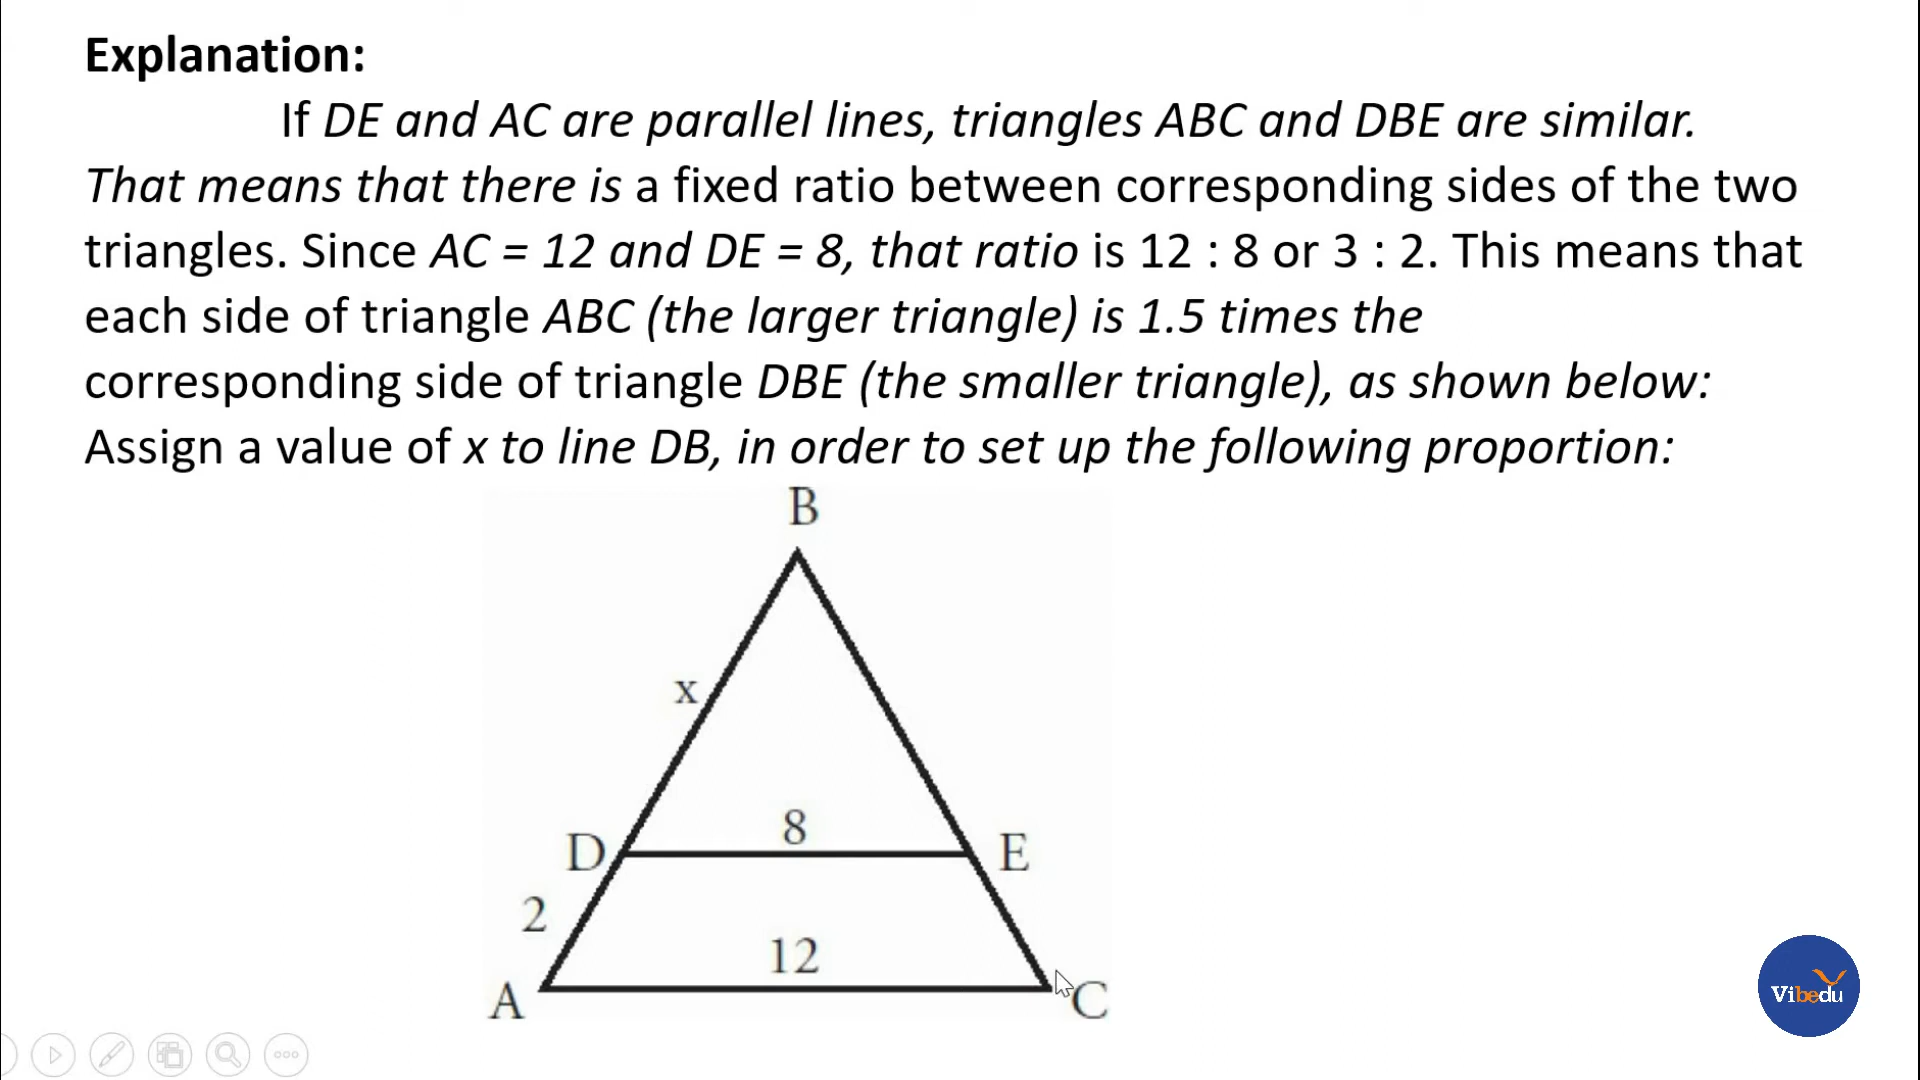 Explanation:
If DE and AC are parallel lines, triangles ABC and DBE are similar.
That means that there is a fixed ratio between corresponding sides of the two
triangles. Since AC = 12 and DE = 8, that ratio is 12 : 8 or 3 : 2. This means that
each side of triangle ABC (the larger triangle) is 1.5 times the
corresponding side of triangle DBE (the smaller triangle), as shown below:
Assign a value of x to line DB, in order to set up the following proportion:
B
x
8
D
E
2
12
A
C
Vibedu